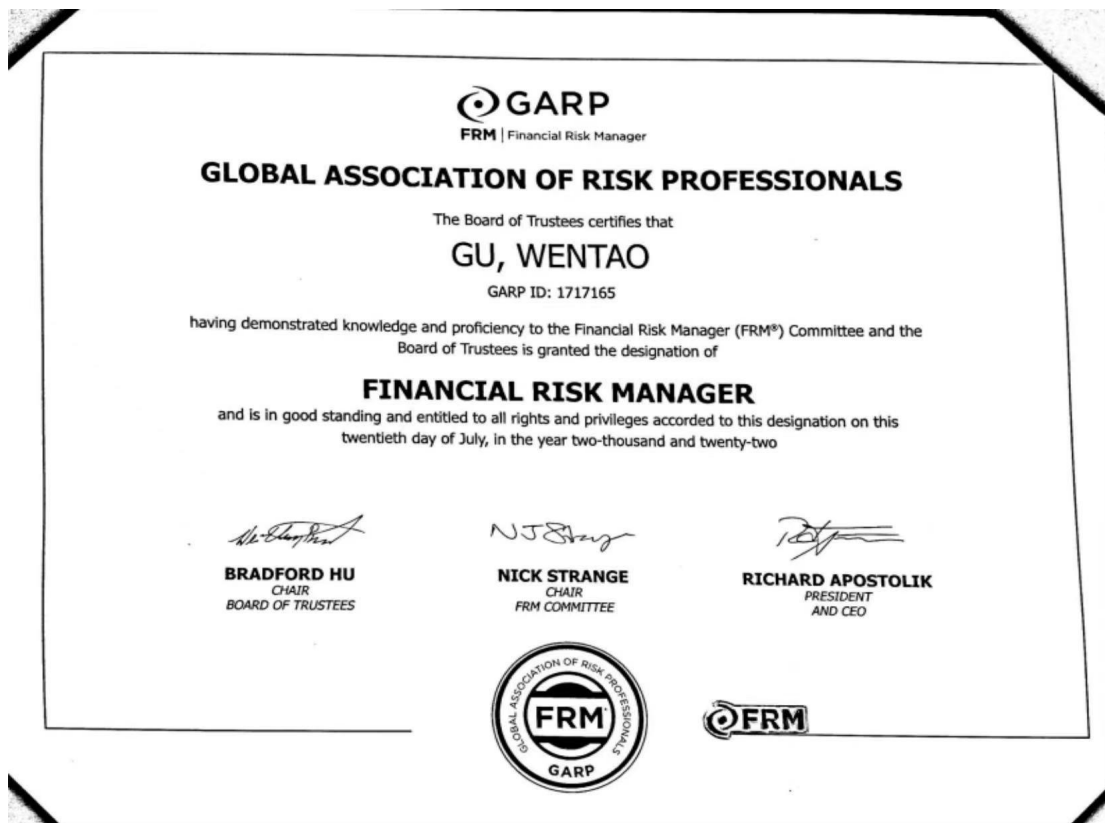 GARP
FRM | Financial Risk Manager
GLOBAL ASSOCIATION OF RISK PROFESSIONALS
The Board of Trustees certifies that
GU, WENTAO
GARP ID: 1717165
having demonstrated knowledge and proficiency to the Financial Risk Manager (FRM®) Committee and the
Board of Trustees is granted the designation of
FINANCIAL RISK MANAGER
and is in good standing and entitled to all rights and privileges accorded to this designation on this
twentieth day of July, in the year two-thousand and twenty-two
BRADFORD HU
CHAIR
BOARD OF TRUSTEES
NICK STRANGE
CHAIR
FRM COMMITTEE
RICHARD APOSTOLIK
PRESIDENT
AND CEO
GLOBAL ASSOCIATION OF RISK PROFESSIONALS
FRM
GARP
FRM